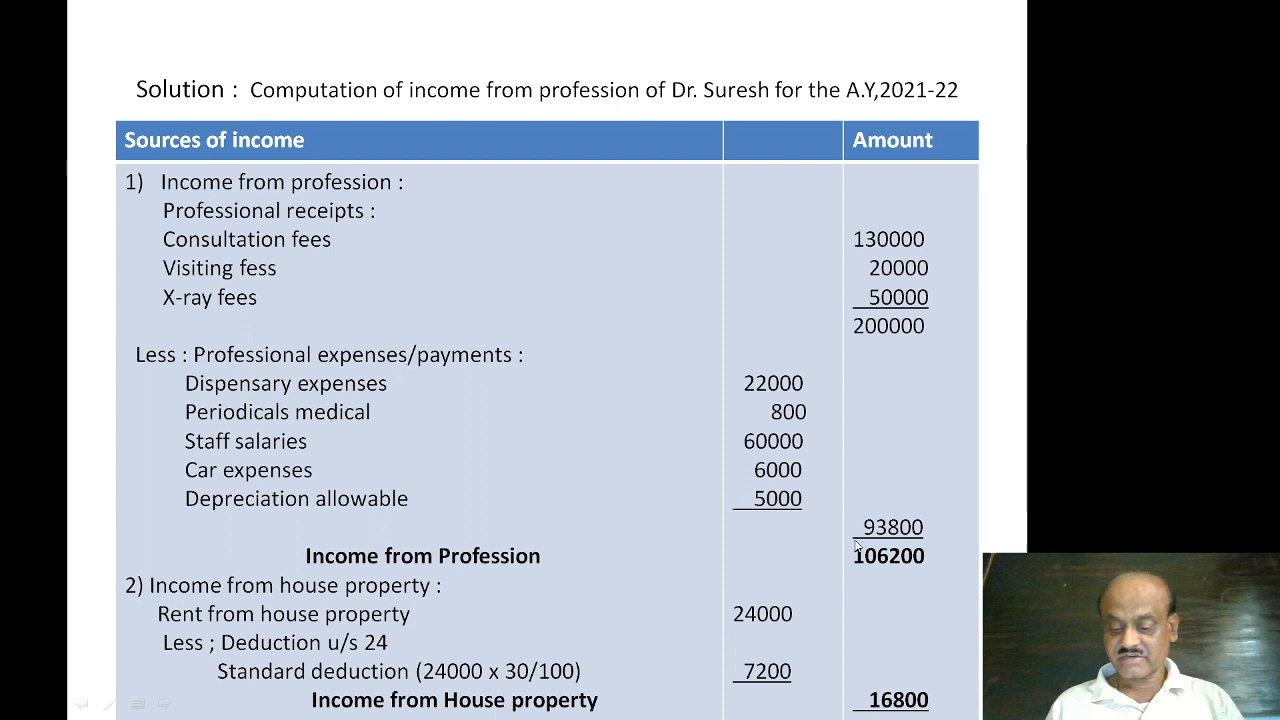 Solution : Computation of income from profession of Dr. Suresh for the A.Y,2021-22
Sources of income Amount
1) Income from profession :
Professional receipts :
Consultation fees 130000
Visiting fess 20000
X-ray fees 50000
200000
Less : Professional expenses/payments :
Dispensary expenses 22000
Periodicals medical 800
Staff salaries 60000
Car expenses 6000
Depreciation allowable 5000
93800
Income from Profession 106200
2) Income from house property :
Rent from house property 24000
Less ; Deduction u/s 24
Standard deduction (24000 x 30/100) 7200
Income from House property 16800